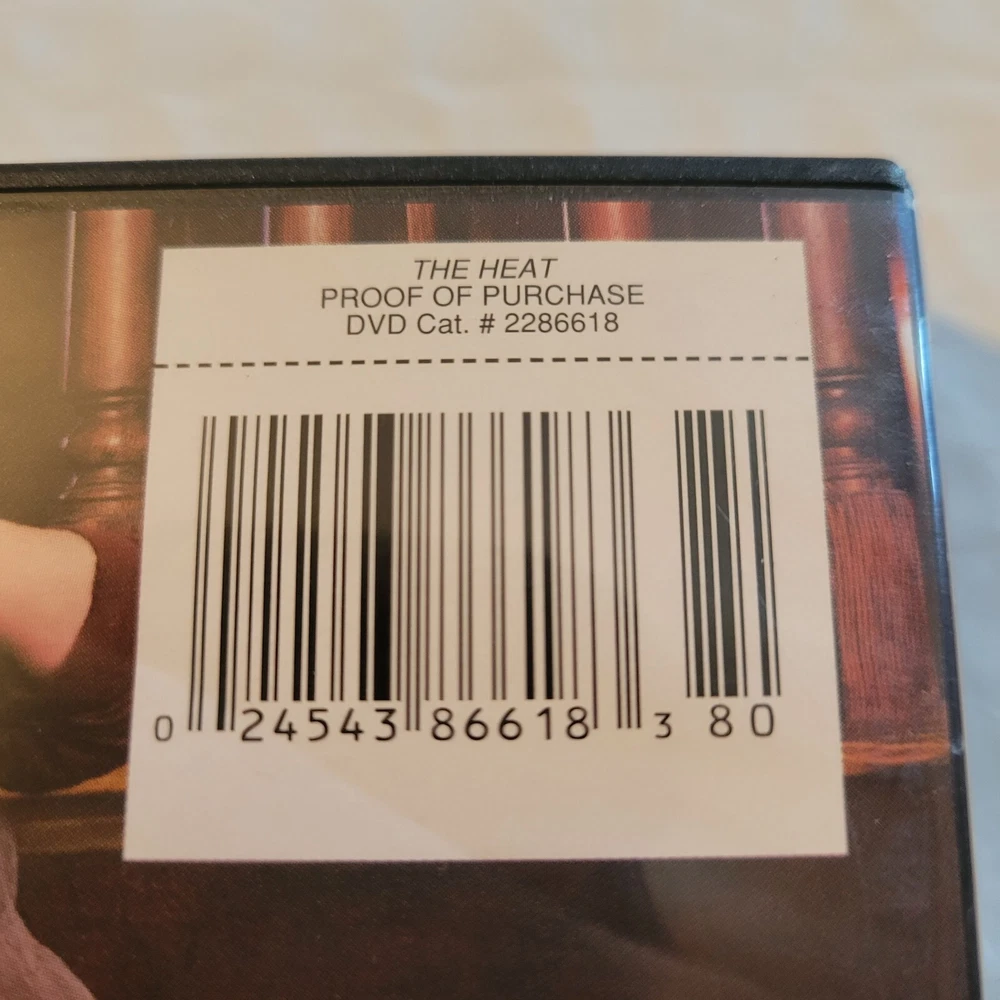 THE HEAT
PROOF OF PURCHASE
DVD Cat. # 2286618
0 24543 86618 3 80